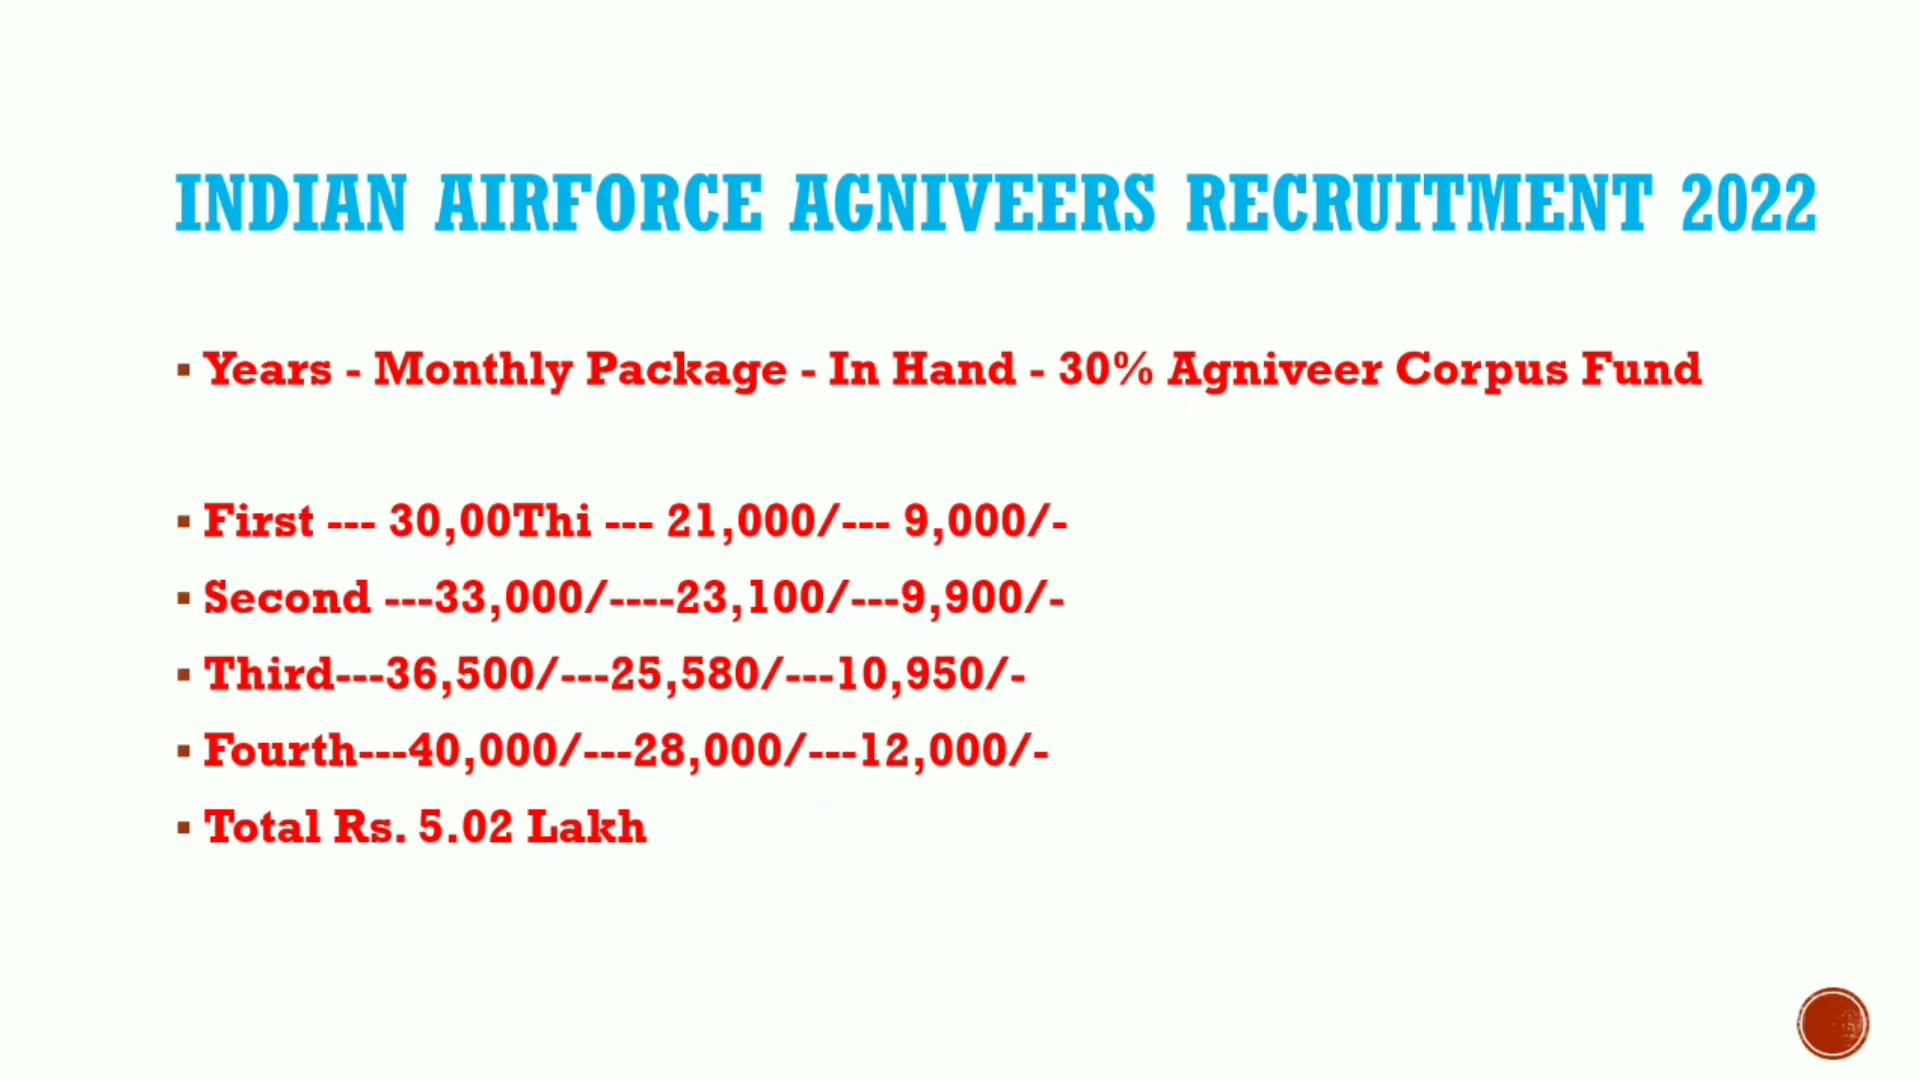 INDIAN AIRFORCE AGNIVEERS RECRUITMENT 2022
▪ Years - Monthly Package - In Hand - 30% Agniveer Corpus Fund
▪ First --- 30,00Thi --- 21,000/--- 9,000/-
▪ Second ---33,000/----23,100/---9,900/-
▪ Third---36,500/---25,580/---10,950/-
▪ Fourth---40,000/---28,000/---12,000/-
▪ Total Rs. 5.02 Lakh